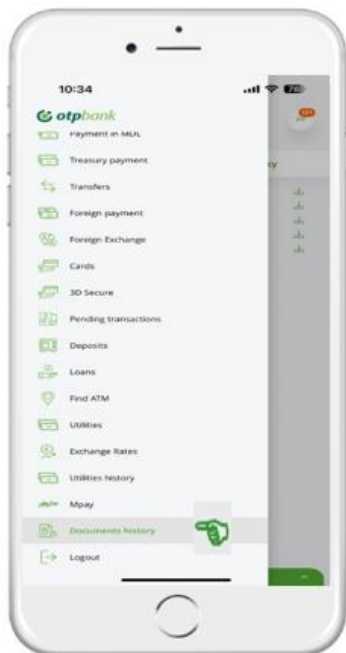 10:34
otpbank
Payment in MDL
Treasury payment
Transfers
Foreign payment
Foreign Exchange
Cards
3D Secure
Pending transactions
Deposits
Loans
Find ATM
Utilities
Exchange Rates
Utilities history
Mpay
Documents history
Logout